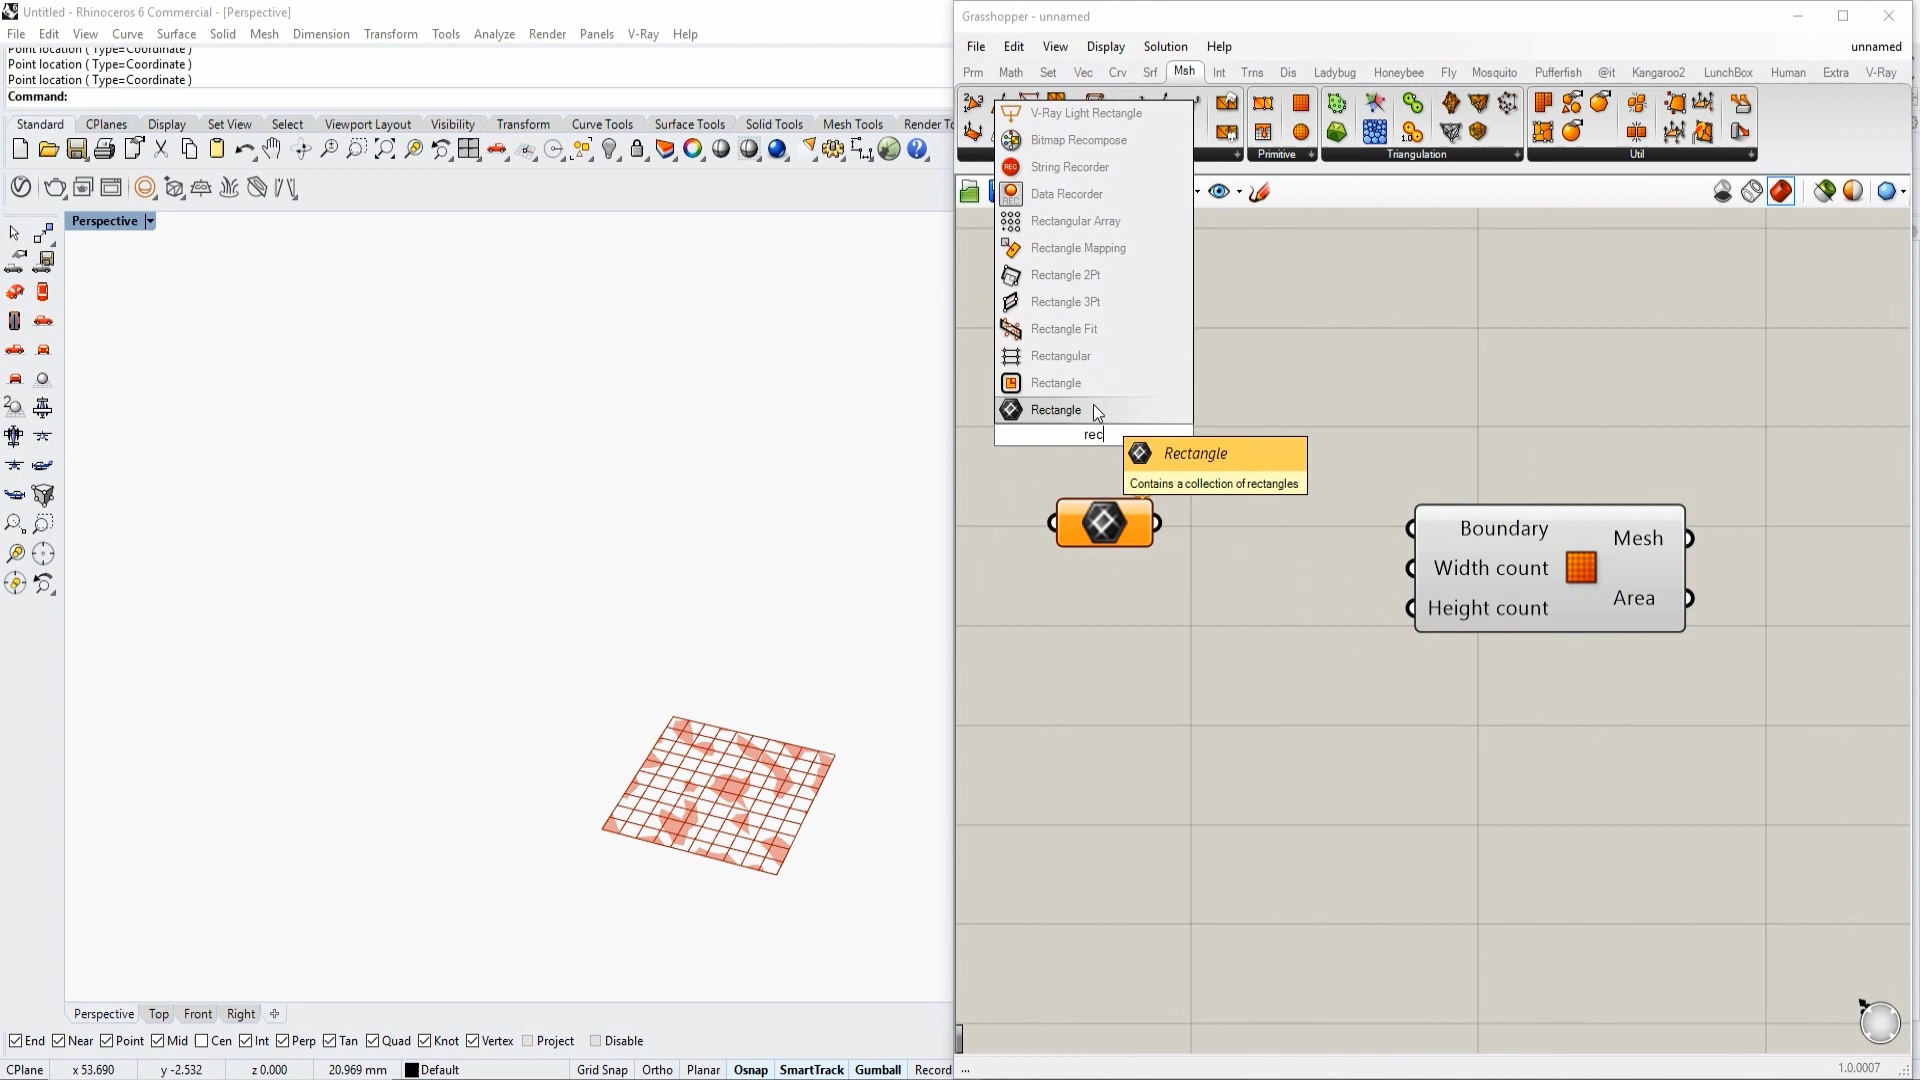 Untitled - Rhinoceros 6 Commercial - [Perspective]
File Edit View Curve Surface Solid Mesh Dimension Transform Tools Analyze Render Panels V-Ray Help
Point location ( Type=Coordinate )
Point location ( Type=Coordinate )
Point location ( Type=Coordinate )
Command:
Standard CPlanes Display Set View Select Viewport Layout Visibility Transform Curve Tools Surface Tools Solid Tools Mesh Tools Render To
Perspective
Perspective Top Front Right
End Near Point Mid Cen Int Perp Tan Quad Knot Vertex Project Disable
CPlane x 53.690 y -2.532 z 0.000 20.969 mm Default Grid Snap Ortho Planar Osnap SmartTrack Gumball Record
Grasshopper - unnamed
File Edit View Display Solution Help unnamed
Prm Math Set Vec Crv Srf Msh Int Trns Dis Ladybug Honeybee Fly Mosquito Pufferfish @it Kangaroo2 LunchBox Human Extra V-Ray
Primitive Triangulation Util
V-Ray Light Rectangle
Bitmap Recompose
REC String Recorder
REC Data Recorder
Rectangular Array
Rectangle Mapping
Rectangle 2Pt
Rectangle 3Pt
Rectangle Fit
Rectangular
Rectangle
Rectangle
rec
Rectangle
Contains a collection of rectangles
Boundary
Width count
Height count
Mesh
Area
...
1.0.0007